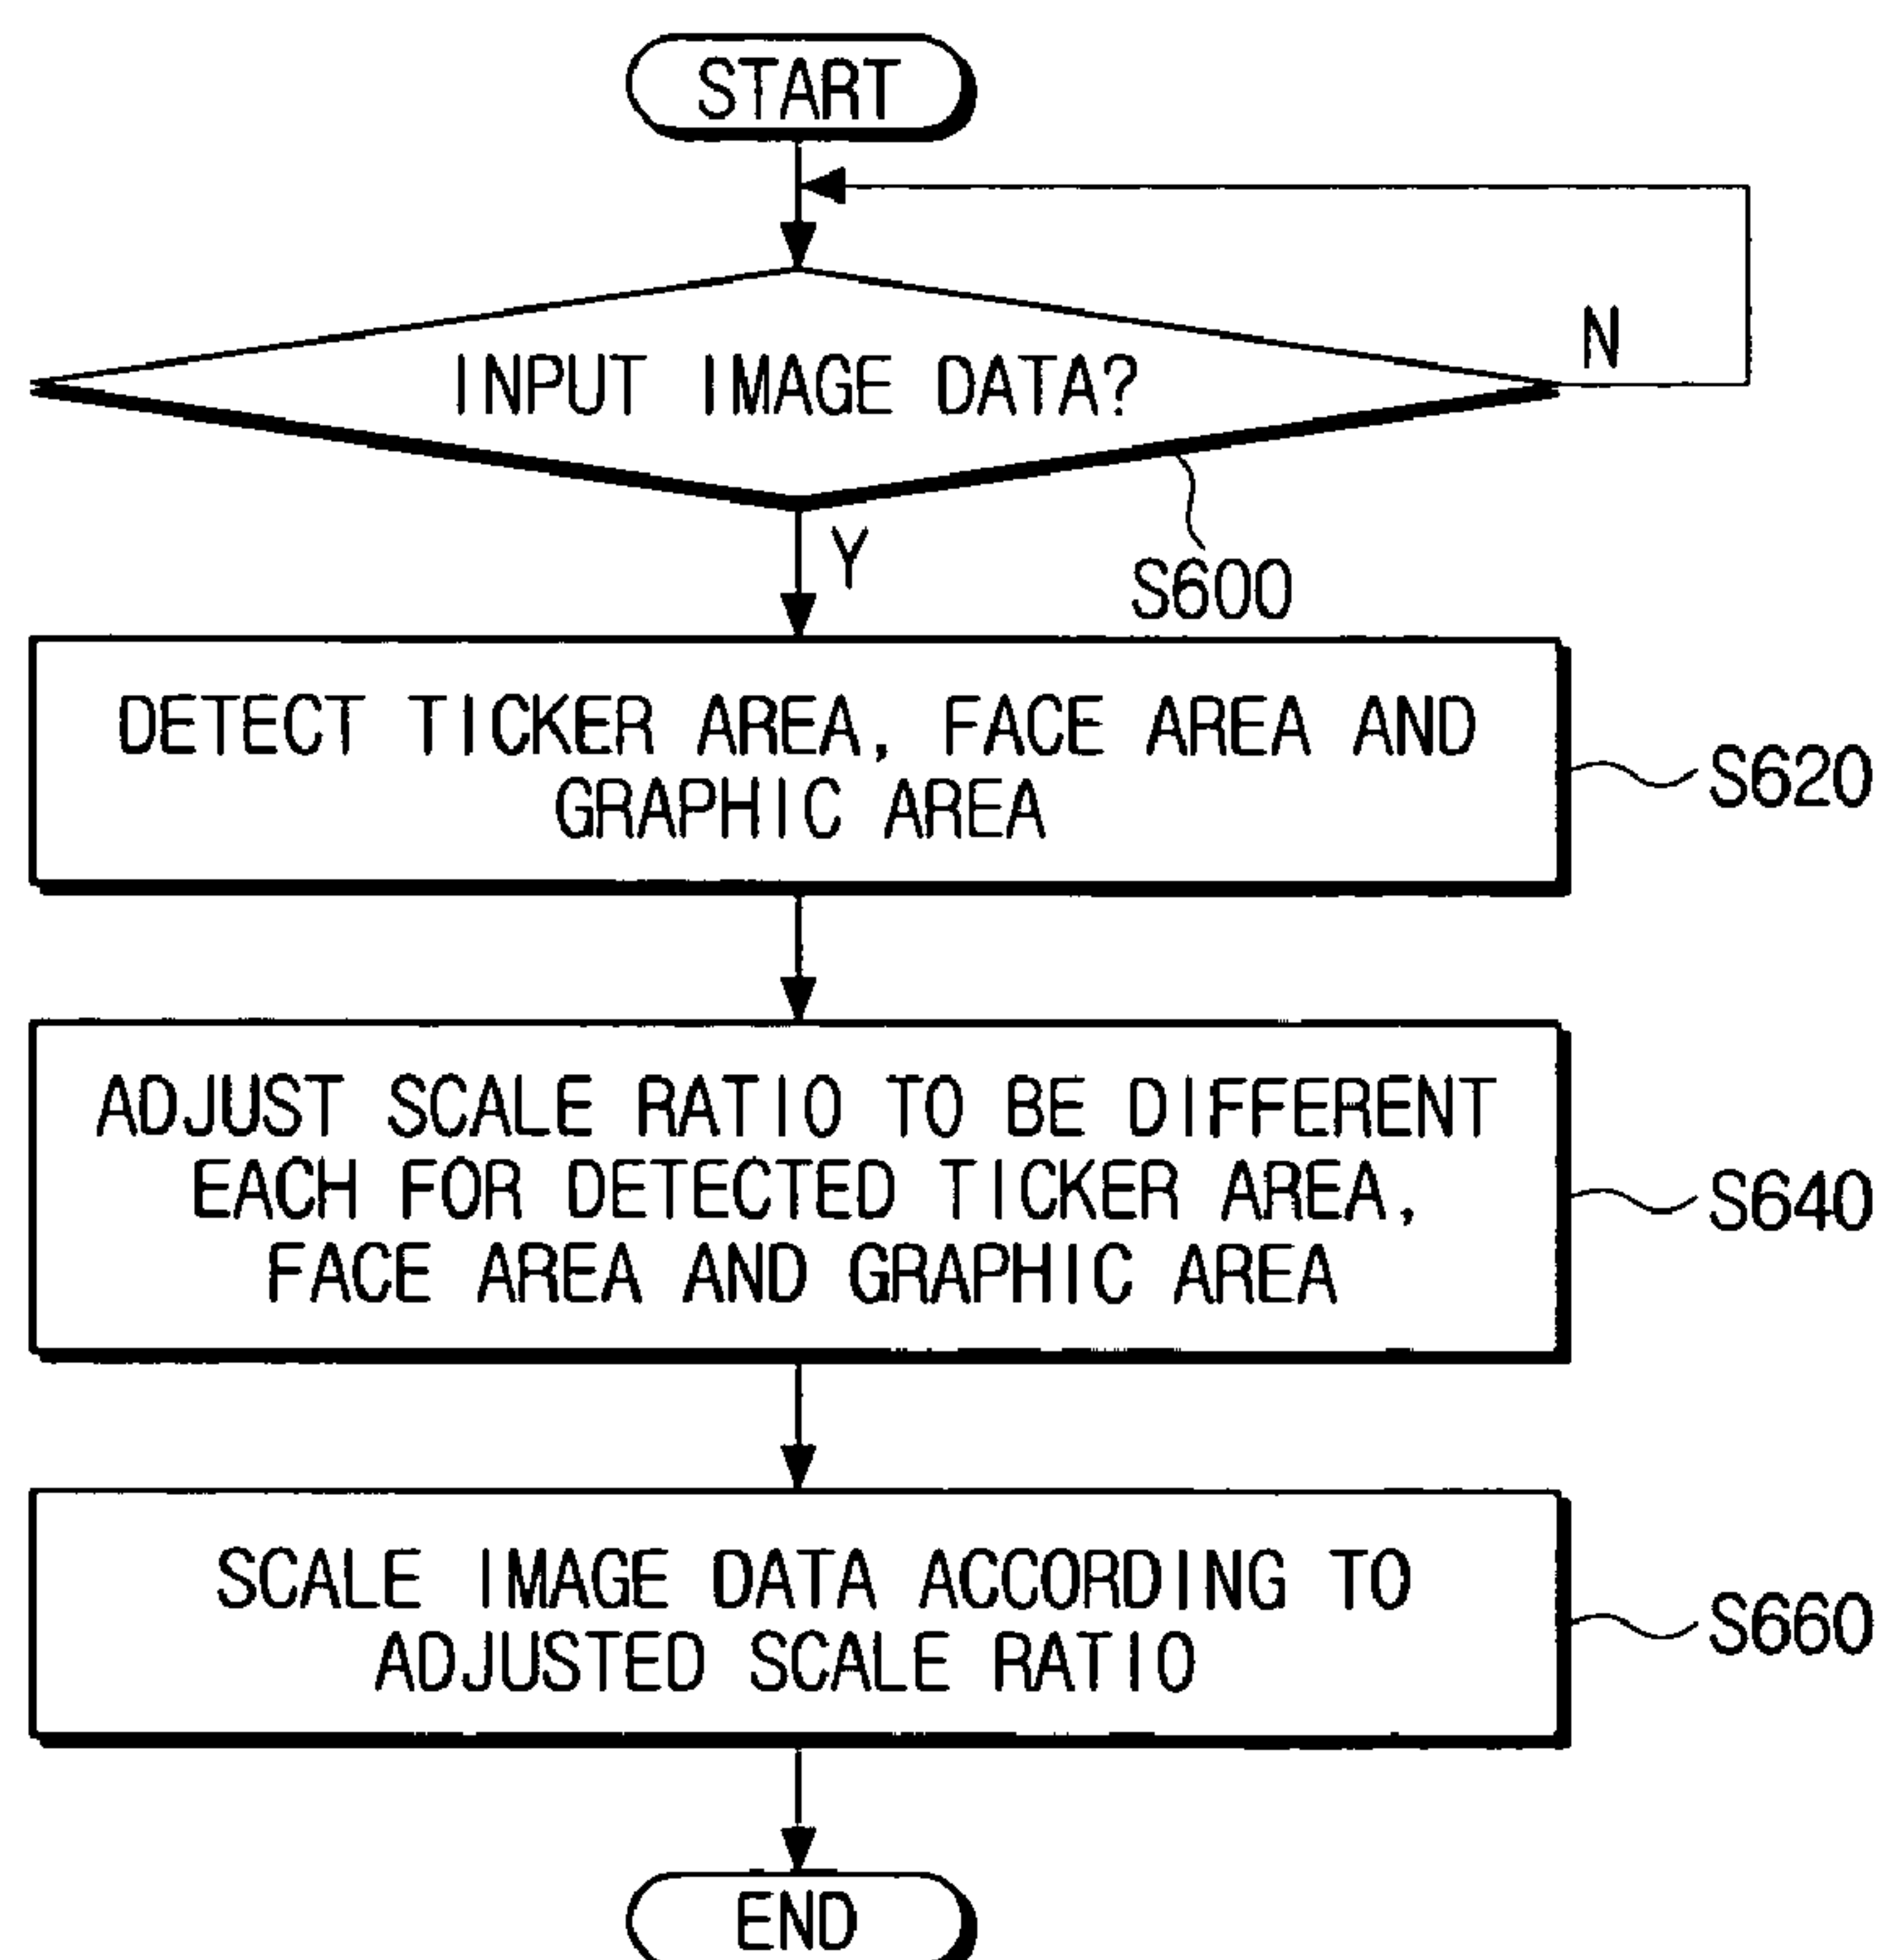 START
INPUT IMAGE DATA?
N
Y
S600
DETECT TICKER AREA, FACE AREA AND
GRAPHIC AREA
S620
ADJUST SCALE RATIO TO BE DIFFERENT
EACH FOR DETECTED TICKER AREA,
FACE AREA AND GRAPHIC AREA
S640
SCALE IMAGE DATA ACCORDING TO
ADJUSTED SCALE RATIO
S660
END